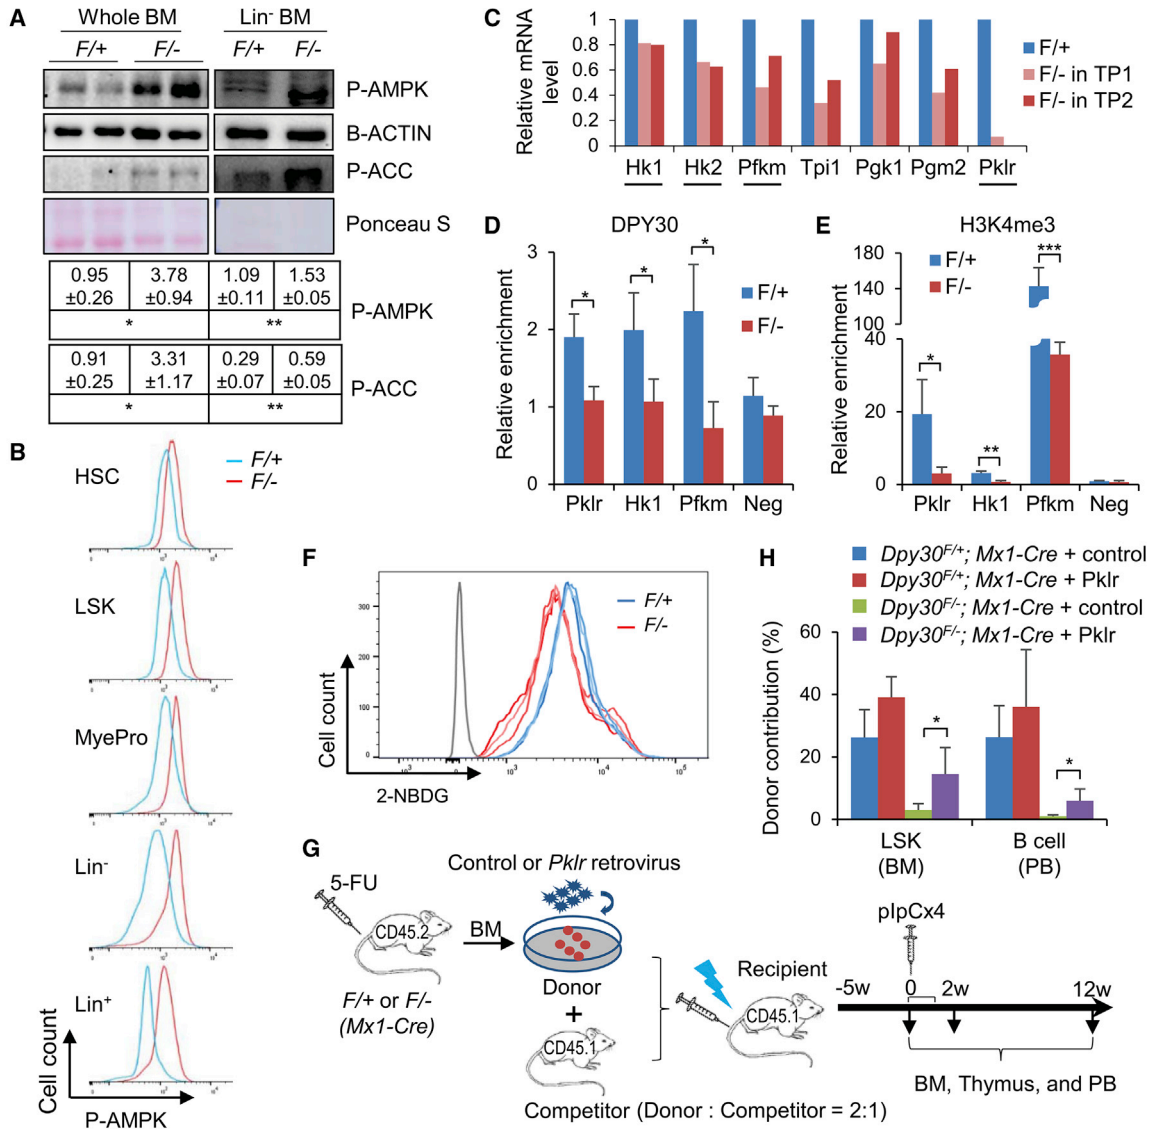 A
Whole BM
Lin⁻ BM
F/+
F/-
F/+
F/-
P-AMPK
B-ACTIN
P-ACC
Ponceau S
0.95 ±0.26
3.78 ±0.94
1.09 ±0.11
1.53 ±0.05
P-AMPK
*
**
0.91 ±0.25
3.31 ±1.17
0.29 ±0.07
0.59 ±0.05
P-ACC
*
**
B
HSC
F/+
F/-
LSK
MyePro
Lin⁻
Lin⁺
Cell count
P-AMPK
C
Relative mRNA level
1
0.8
0.6
0.4
0.2
0
Hk1
Hk2
Pfkm
Tpi1
Pgk1
Pgm2
Pklr
F/+
F/- in TP1
F/- in TP2
D
DPY30
Relative enrichment
3
2
1
0
*
*
*
F/+
F/-
Pklr
Hk1
Pfkm
Neg
E
H3K4me3
Relative enrichment
180
140
100
40
20
0
F/+
F/-
*
**
***
Pklr
Hk1
Pfkm
Neg
F
Cell count
300
200
100
0
F/+
F/-
10³
10⁴
10⁵
2-NBDG
H
Dpy30F/+; Mx1-Cre + control
Dpy30F/+; Mx1-Cre + Pklr
Dpy30F/-; Mx1-Cre + control
Dpy30F/-; Mx1-Cre + Pklr
Donor contribution (%)
60
40
20
0
*
*
LSK (BM)
B cell (PB)
G
5-FU
CD45.2
F/+ or F/-
(Mx1-Cre)
BM
Control or Pklr retrovirus
Donor
+
CD45.1
Competitor (Donor : Competitor = 2:1)
Recipient
CD45.1
pIpCx4
-5w
0
2w
12w
BM, Thymus, and PB